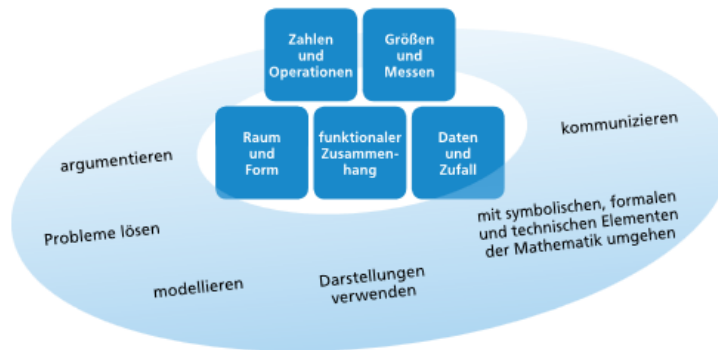 Zahlen
und
Operationen
Größen
und
Messen
Raum
und
Form
funktionaler
Zusammen-
hang
Daten
und
Zufall
argumentieren
kommunizieren
Probleme lösen
mit symbolischen, formalen
und technischen Elementen
der Mathematik umgehen
modellieren
Darstellungen
verwenden